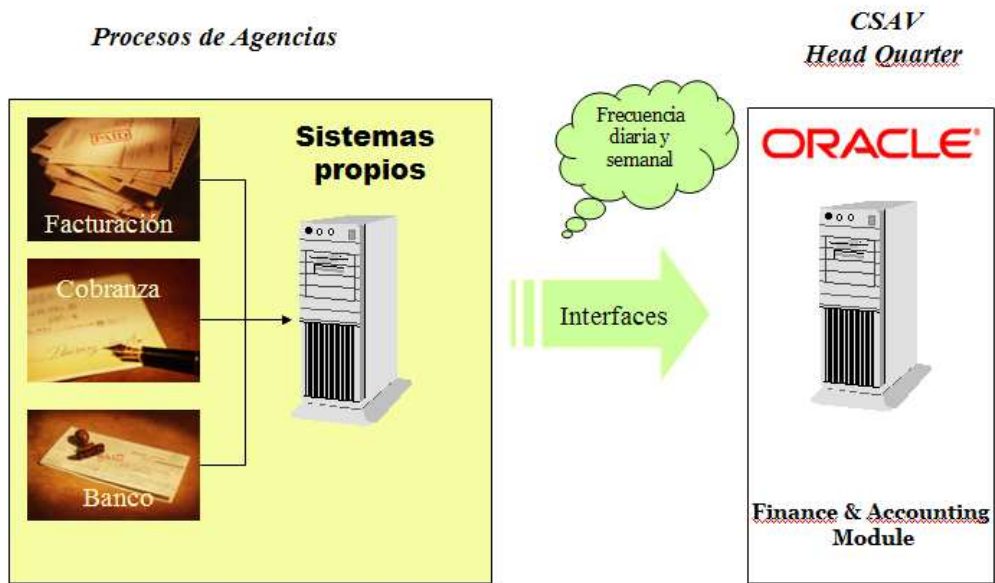 Procesos de Agencias
CSAV
Head Quarter
PAID
Facturación
Cobranza
Banco
Sistemas
propios
Frecuencia
diaria y
semanal
Interfaces
ORACLE®
Finance & Accounting
Module